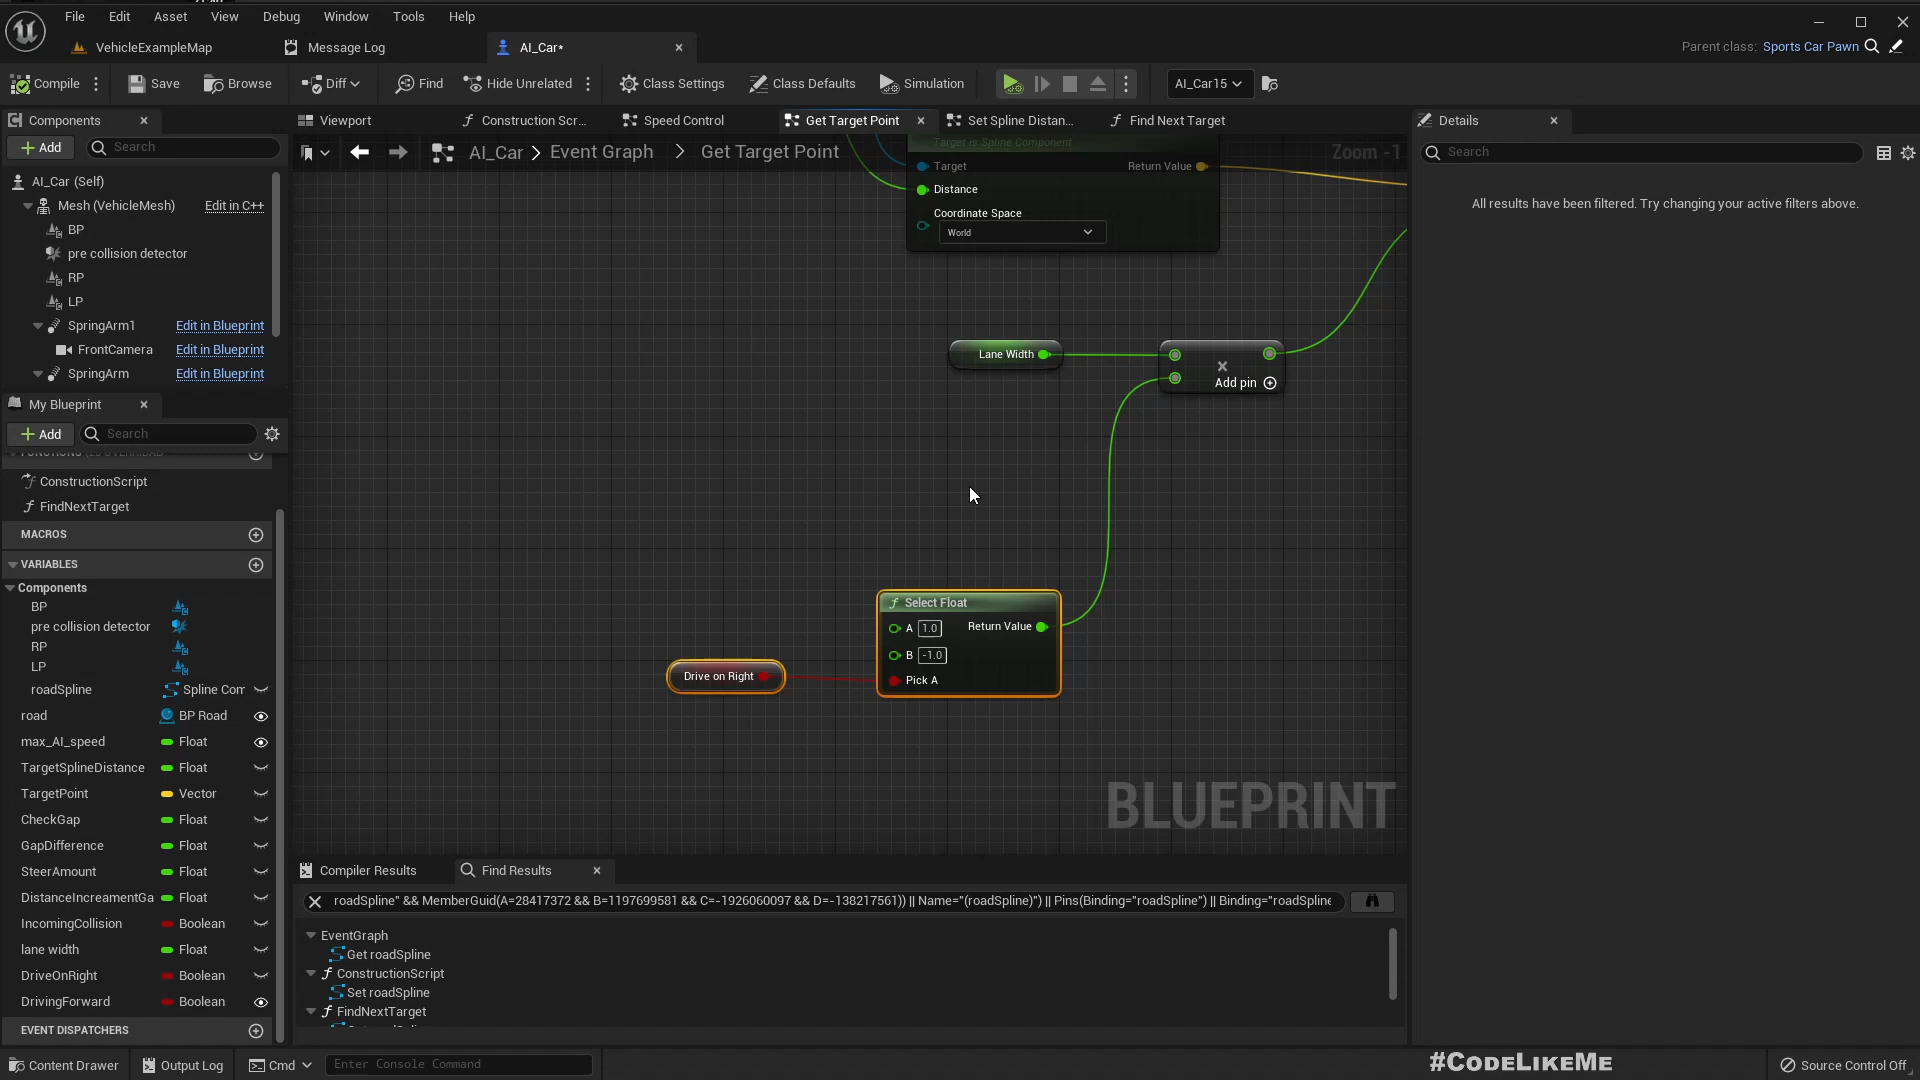 File Edit Asset View Debug Window Tools Help
VehicleExampleMap
Message Log
AI_Car*
Parent class: Sports Car Pawn
Compile
Save
Browse
Diff
Find
Hide Unrelated
Class Settings
Class Defaults
Simulation
AI_Car15
Components
Viewport
Construction Scr...
Speed Control
Get Target Point
Set Spline Distan...
Find Next Target
Details
Add
Search
AI_Car > Event Graph > Get Target Point
Zoom -1
Search
AI_Car (Self)
Mesh (VehicleMesh) Edit in C++
BP
pre collision detector
RP
LP
SpringArm1 Edit in Blueprint
FrontCamera Edit in Blueprint
SpringArm Edit in Blueprint
All results have been filtered. Try changing your active filters above.
Target is Spline Component
Target
Return Value
Distance
Coordinate Space
World
Lane Width
Add pin
Select Float
A 1.0
Return Value
B -1.0
Pick A
Drive on Right
BLUEPRINT
My Blueprint
Add
Search
ConstructionScript
FindNextTarget
MACROS
VARIABLES
Components
BP
pre collision detector
RP
LP
roadSpline Spline Com
road BP Road
max_AI_speed Float
TargetSplineDistance Float
TargetPoint Vector
CheckGap Float
GapDifference Float
SteerAmount Float
DistanceIncreamentGa Float
IncomingCollision Boolean
lane width Float
DriveOnRight Boolean
DrivingForward Boolean
EVENT DISPATCHERS
Compiler Results
Find Results
roadSpline" && MemberGuid(A=28417372 && B=1197699581 && C=-1926060097 && D=-138217561)) || Name="(roadSpline)") || Pins(Binding="roadSpline") || Binding="roadSpline
EventGraph
Get roadSpline
ConstructionScript
Set roadSpline
FindNextTarget
Content Drawer
Output Log
Cmd
Enter Console Command
#CODELIKEME
Source Control Off